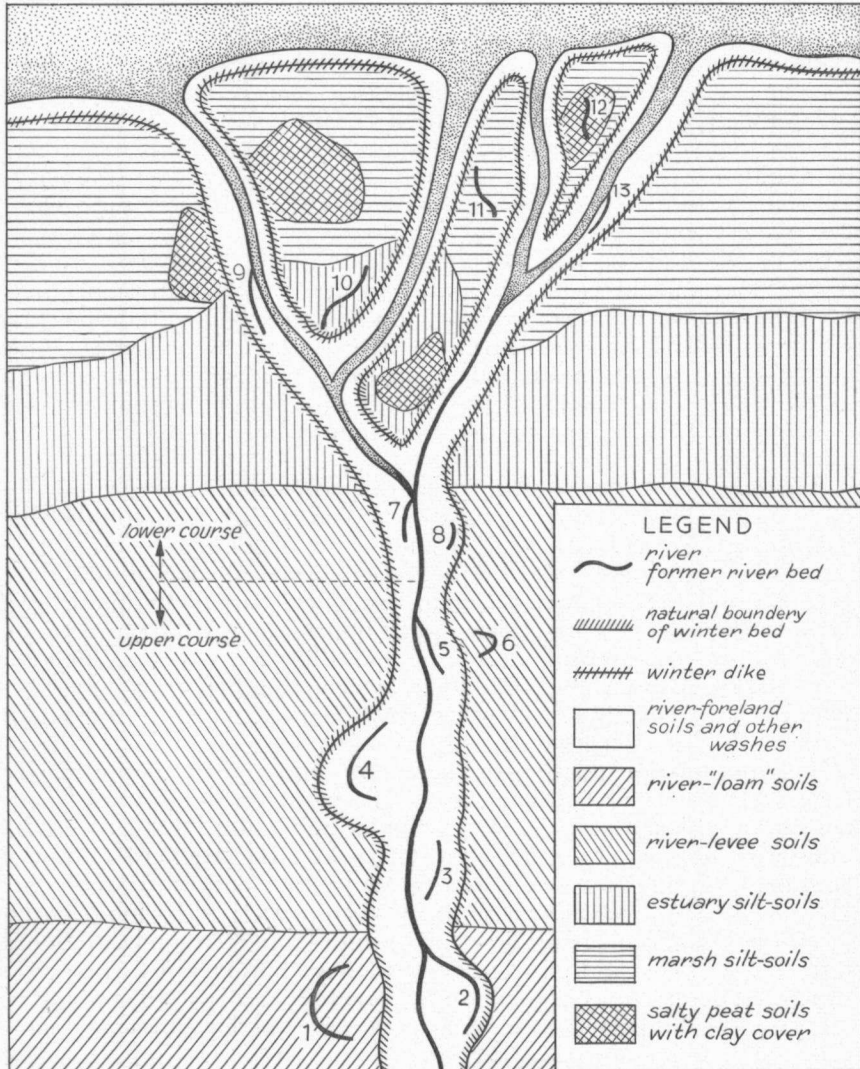 12
13
11
9
10
7
8
lower course
upper course
5
6
4
3
2
1
LEGEND
river
former river bed
natural boundery
of winter bed
winter dike
river-foreland
soils and other
washes
river-"loam" soils
river-levee soils
estuary silt-soils
marsh silt-soils
salty peat soils
with clay cover